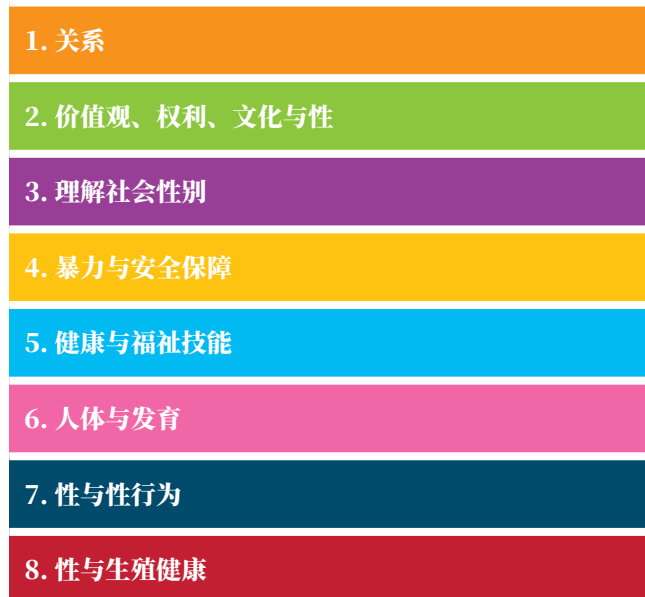 1. 关系
2. 价值观、权利、文化与性
3. 理解社会性别
4. 暴力与安全保障
5. 健康与福祉技能
6. 人体与发育
7. 性与性行为
8. 性与生殖健康